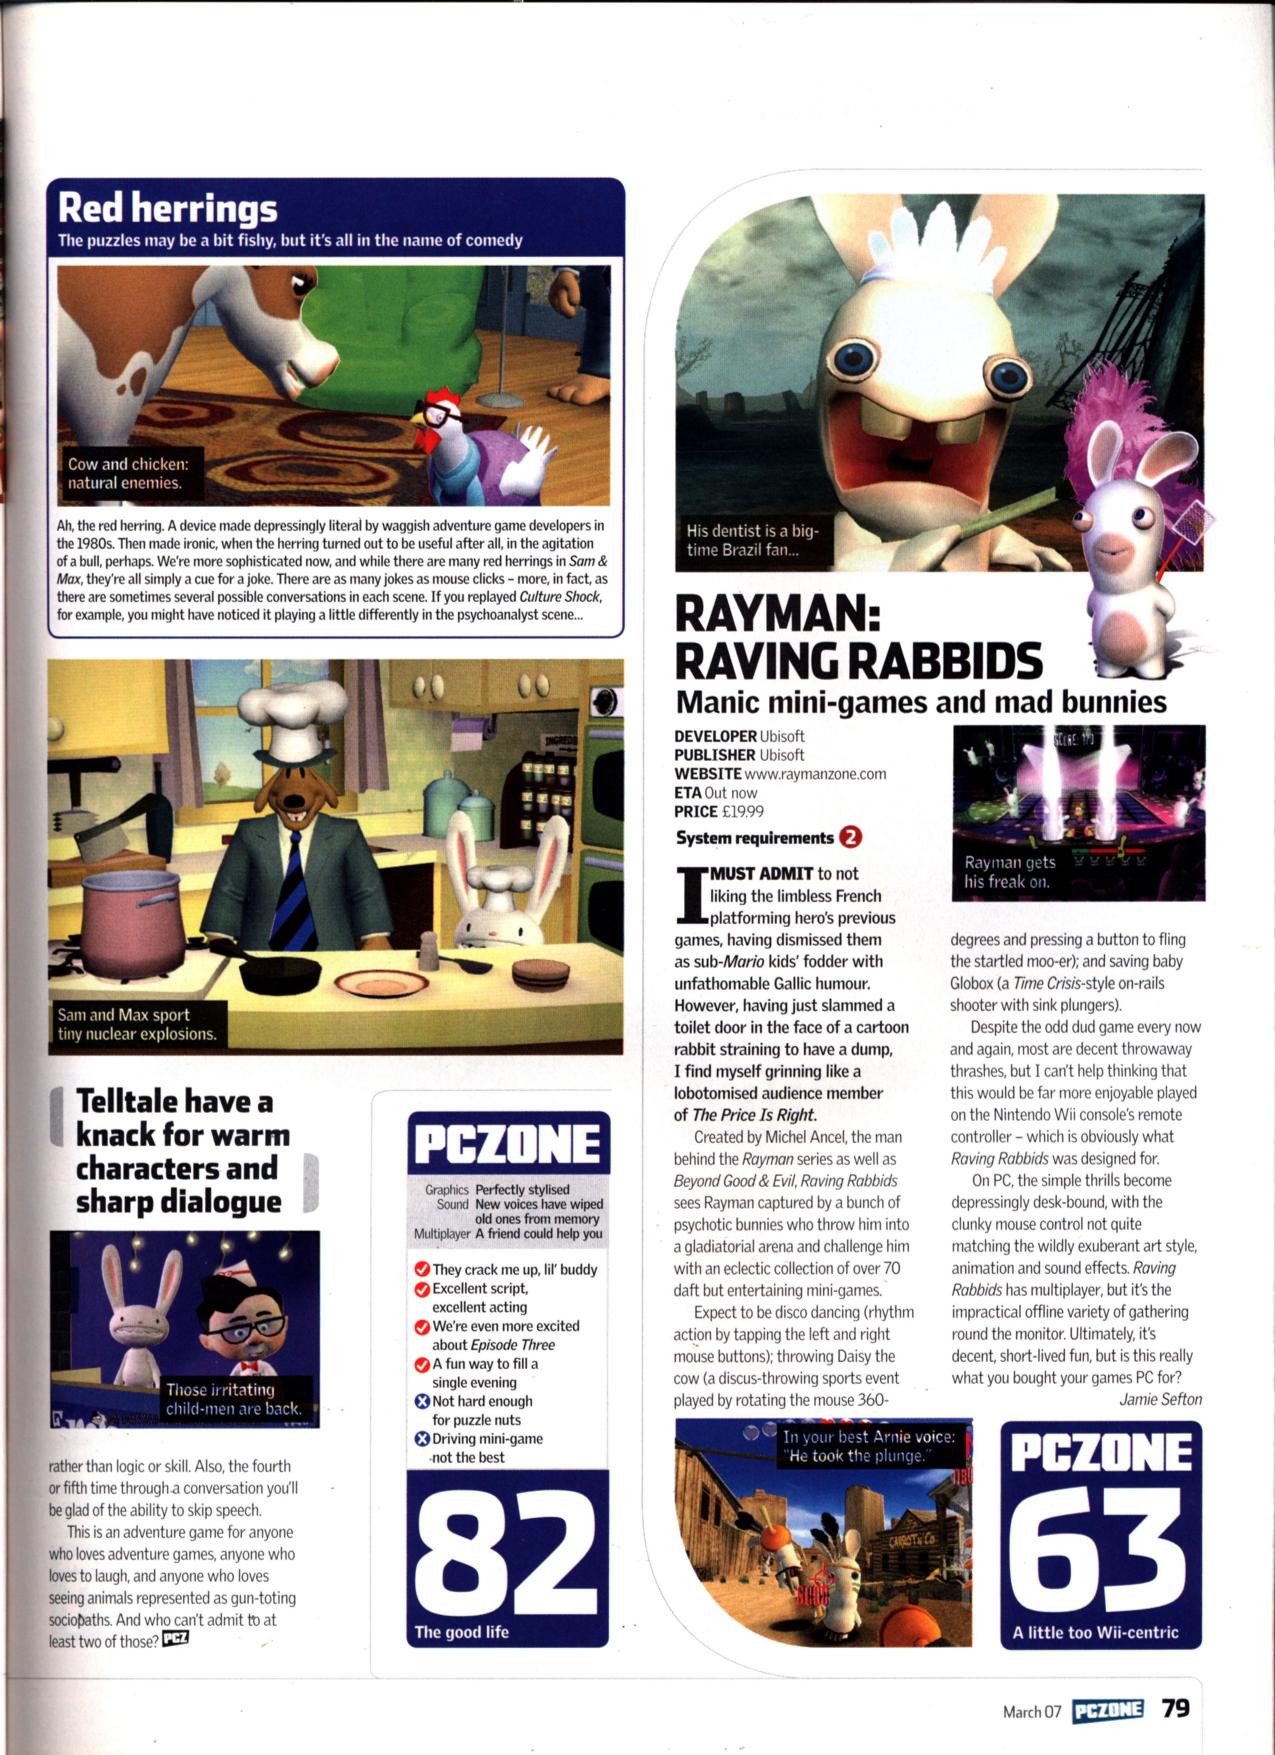 Red herrings
The puzzles may be a bit fishy, but it's all in the name of comedy
Cow and chicken:
natural enemies.
Ah, the red herring. A device made depressingly literal by waggish adventure game developers in
the 1980s. Then made ironic, when the herring turned out to be useful after all, in the agitation
of a bull, perhaps. We're more sophisticated now, and while there are many red herrings in Sam &
Max, they're all simply a cue for a joke. There are as many jokes as mouse clicks – more, in fact, as
there are sometimes several possible conversations in each scene. If you replayed Culture Shock,
for example, you might have noticed it playing a little differently in the psychoanalyst scene...
INGREDI
Sam and Max sport
tiny nuclear explosions.
Telltale have a
knack for warm
characters and
sharp dialogue
Those irritating
child-men are back.
rather than logic or skill. Also, the fourth
or fifth time through a conversation you'll
be glad of the ability to skip speech.
This is an adventure game for anyone
who loves adventure games, anyone who
loves to laugh, and anyone who loves
seeing animals represented as gun-toting
sociopaths. And who can't admit to at
least two of those? PCZ
PCZONE
Graphics Perfectly stylised
Sound New voices have wiped
old ones from memory
Multiplayer A friend could help you
They crack me up, lil' buddy
Excellent script,
excellent acting
We're even more excited
about Episode Three
A fun way to fill a
single evening
Not hard enough
for puzzle nuts
Driving mini-game
not the best
82
The good life
His dentist is a big-
time Brazil fan...
RAYMAN:
RAVING RABBIDS
Manic mini-games and mad bunnies
DEVELOPER Ubisoft
PUBLISHER Ubisoft
WEBSITE www.raymanzone.com
ETA Out now
PRICE £19.99
System requirements 2
I MUST ADMIT to not
liking the limbless French
platforming hero's previous
games, having dismissed them
as sub-Mario kids' fodder with
unfathomable Gallic humour.
However, having just slammed a
toilet door in the face of a cartoon
rabbit straining to have a dump,
I find myself grinning like a
lobotomised audience member
of The Price Is Right.
Created by Michel Ancel, the man
behind the Rayman series as well as
Beyond Good & Evil, Raving Rabbids
sees Rayman captured by a bunch of
psychotic bunnies who throw him into
a gladiatorial arena and challenge him
with an eclectic collection of over 70
daft but entertaining mini-games.
Expect to be disco dancing (rhythm
action by tapping the left and right
mouse buttons); throwing Daisy the
cow (a discus-throwing sports event
played by rotating the mouse 360-
Rayman gets
his freak on.
degrees and pressing a button to fling
the startled moo-er); and saving baby
Globox (a Time Crisis-style on-rails
shooter with sink plungers).
Despite the odd dud game every now
and again, most are decent throwaway
thrashes, but I can't help thinking that
this would be far more enjoyable played
on the Nintendo Wii console's remote
controller – which is obviously what
Raving Rabbids was designed for.
On PC, the simple thrills become
depressingly desk-bound, with the
clunky mouse control not quite
matching the wildly exuberant art style,
animation and sound effects. Raving
Rabbids has multiplayer, but it's the
impractical offline variety of gathering
round the monitor. Ultimately, it's
decent, short-lived fun, but is this really
what you bought your games PC for?
Jamie Sefton
In your best Arnie voice:
"He took the plunge."
GOOD
PCZONE
63
A little too Wii-centric
March 07 PCZONE 79